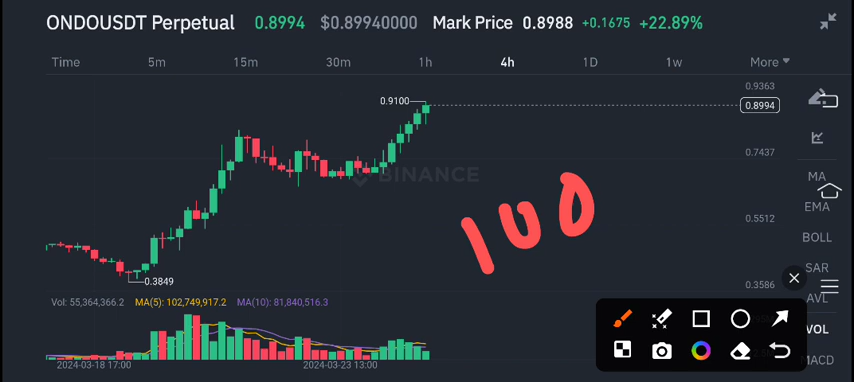 ONDOUSDT Perpetual 0.8994 $0.89940000 Mark Price 0.8988 +0.1675 +22.89%
Time 5m 15m 30m 1h 4h 1D 1w More
0.9363
0.9100
0.8994
0.7437
MA
BINANCE
EMA
100
0.5512
BOLL
SAR
0.3849
0.3586
AVL
Vol: 55,364,366.2 MA(5): 102,749,917.2 MA(10): 81,840,516.3
VOL
MACD
2024-03-18 17:00 2024-03-23 13:00